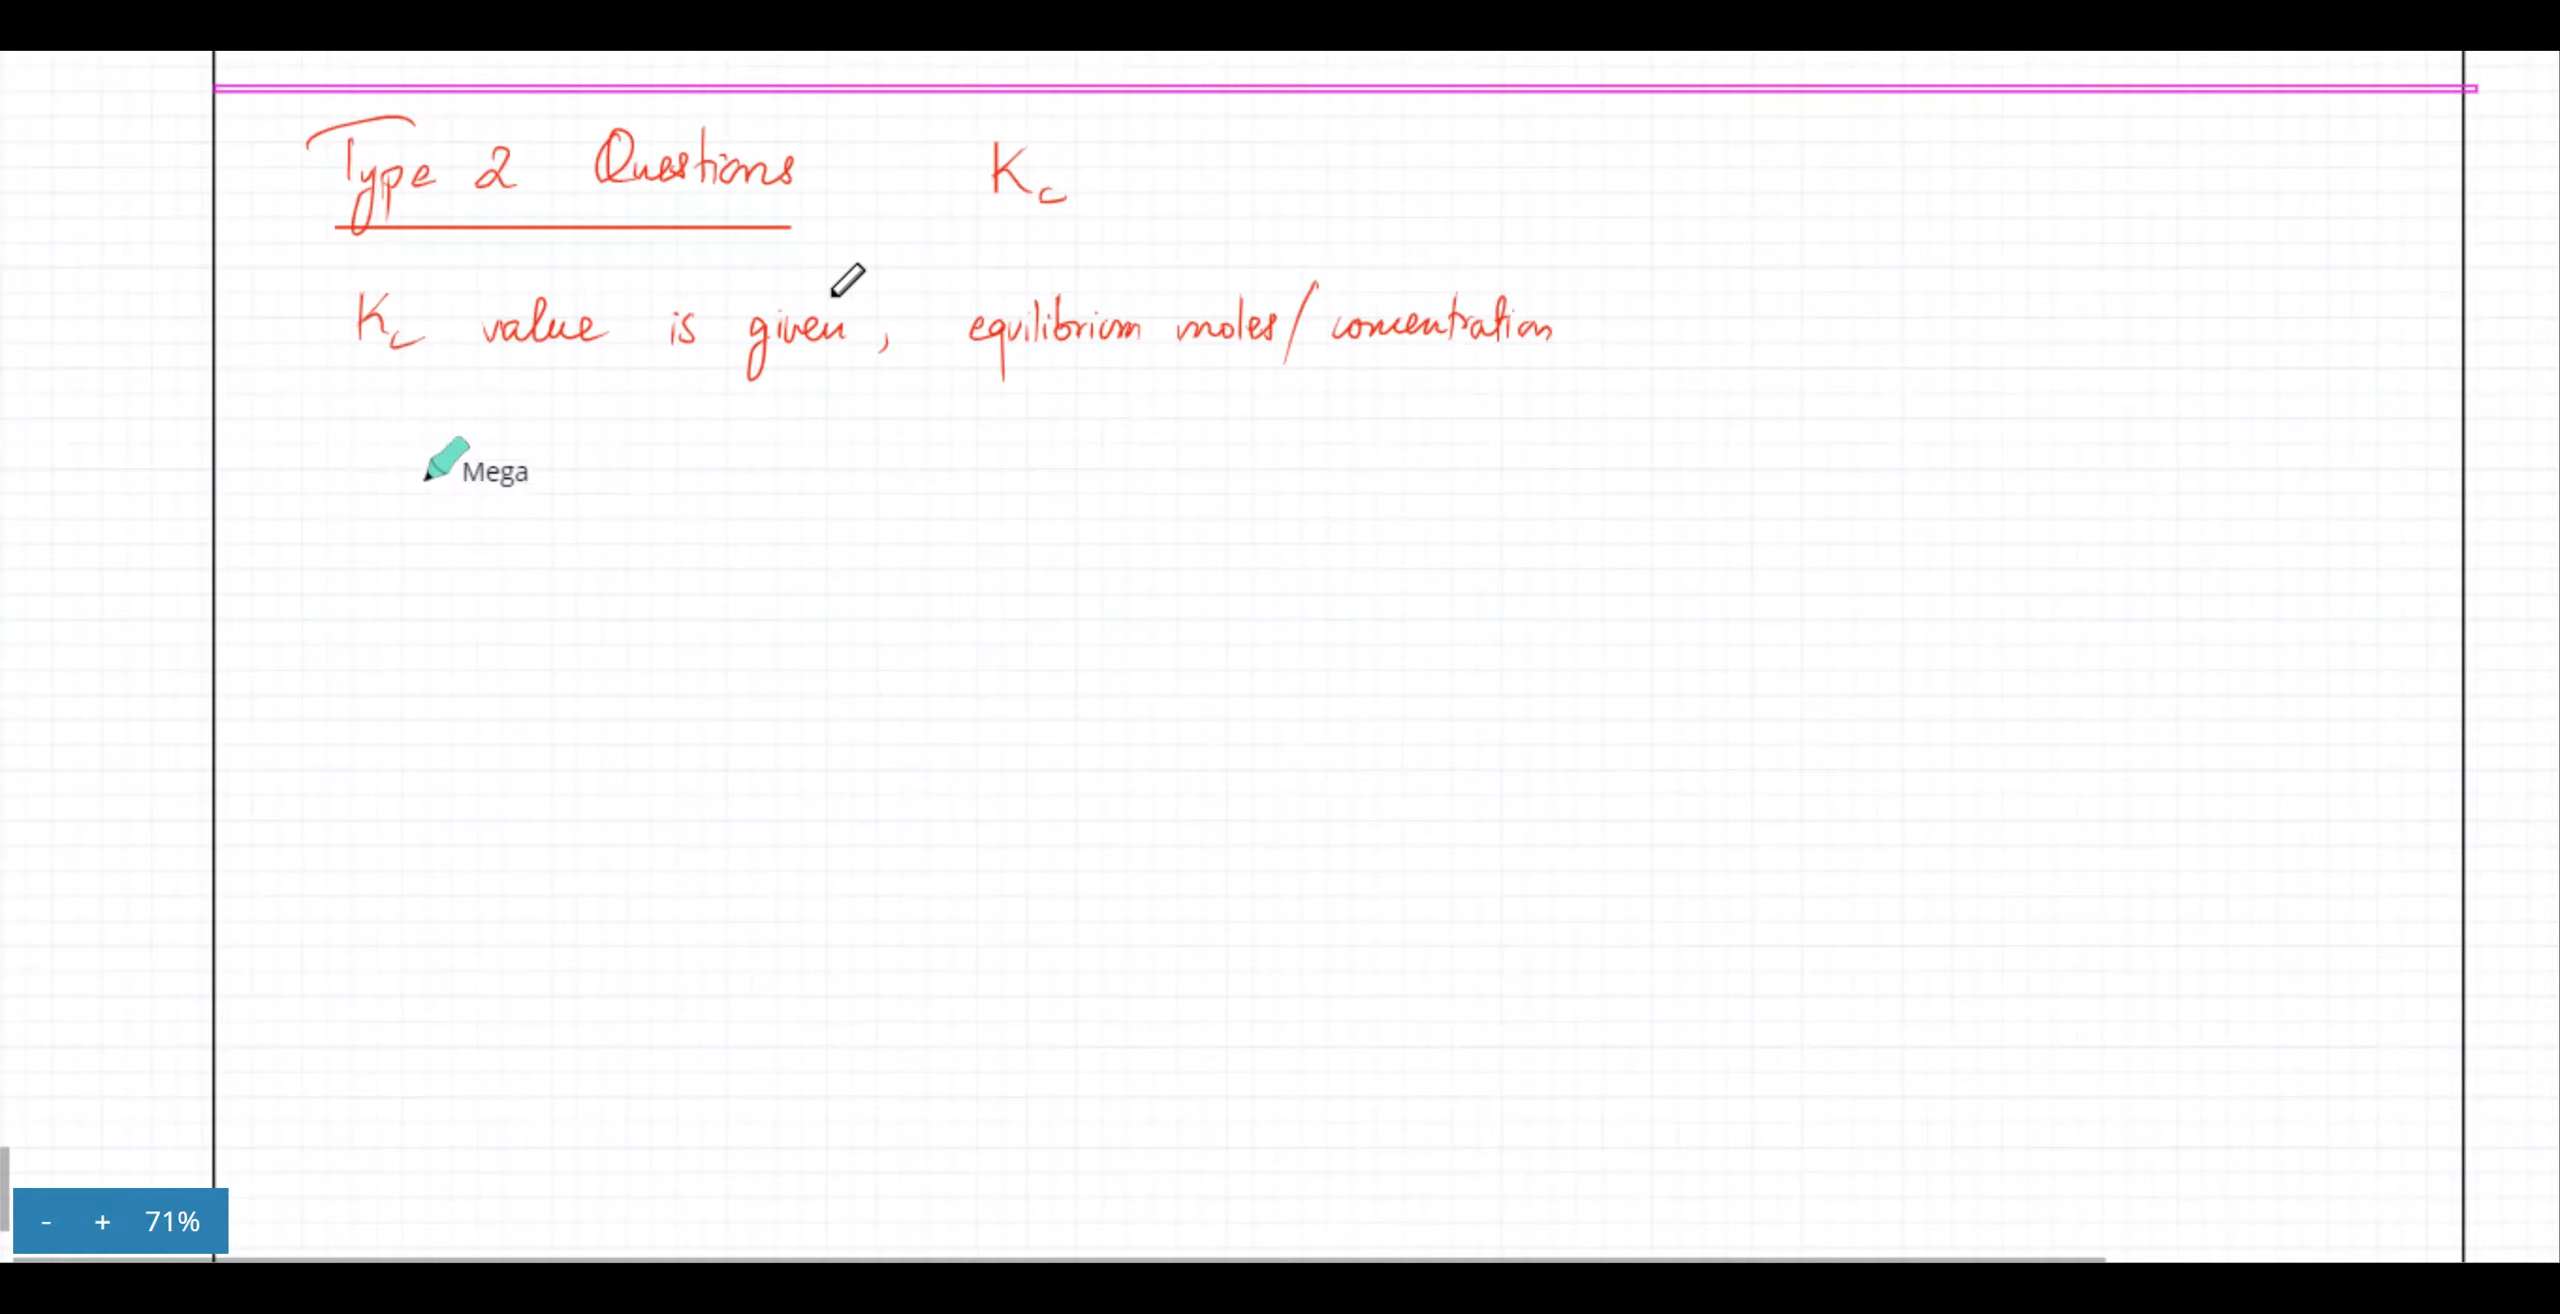 Type 2 Questions Kc
Kc value is given, equilibrium moles/concentration
Mega
- + 71%